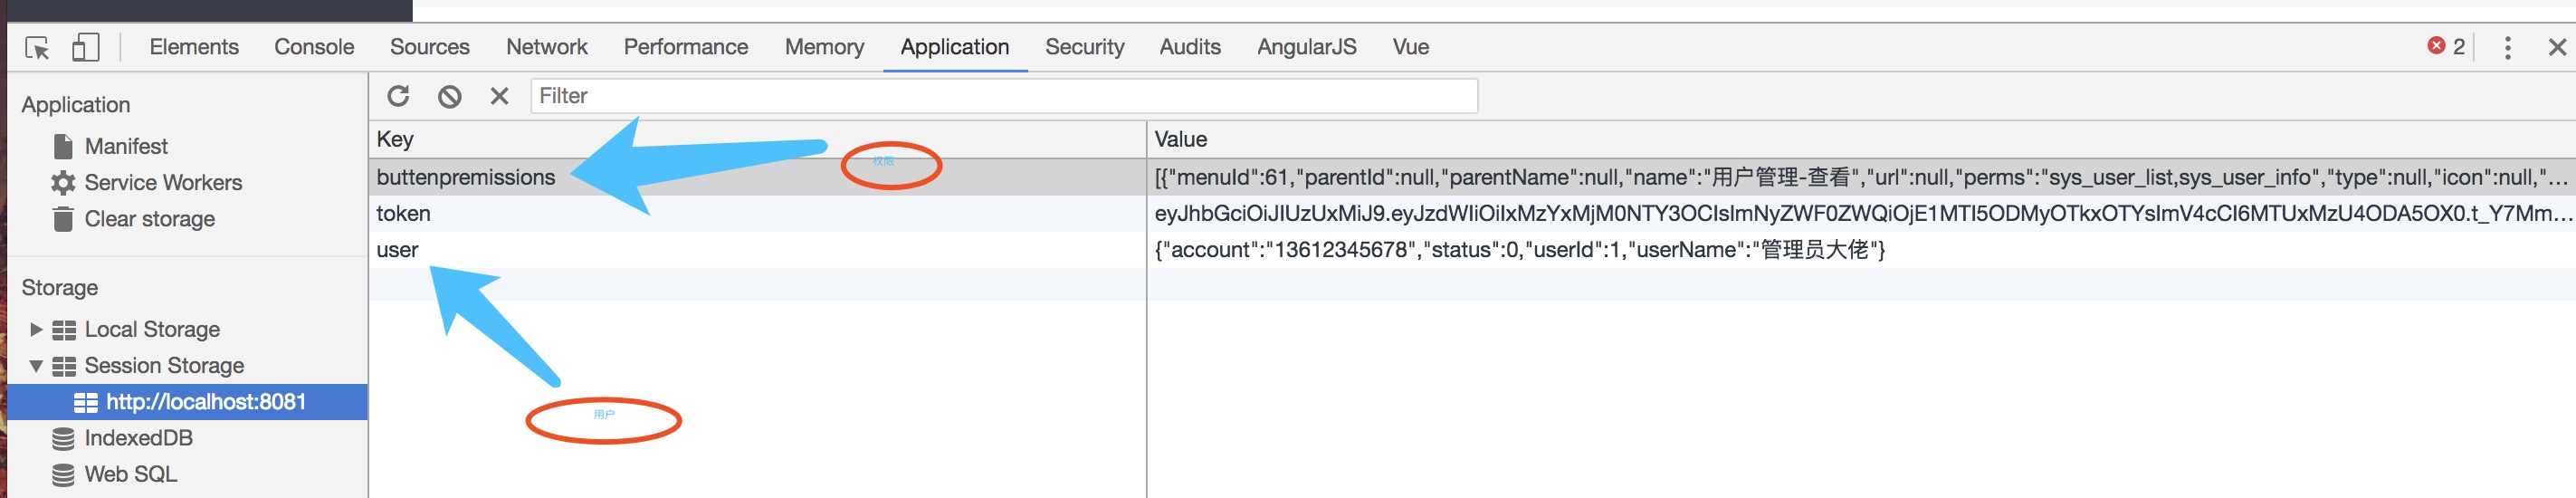 Elements Console Sources Network Performance Memory Application Security Audits AngularJS Vue 2
Application
Manifest
Service Workers
Clear storage
Storage
Local Storage
Session Storage
http://localhost:8081
IndexedDB
Web SQL
Filter
Key Value
buttenpremissions [{"menuId":61,"parentId":null,"parentName":null,"name":"用户管理-查看","url":null,"perms":"sys_user_list,sys_user_info","type":null,"icon":null,"...
权限
token eyJhbGciOiJIUzUxMiJ9.eyJzdWIiOiIxMzYxMjM0NTY3OCIsImNyZWF0ZWQiOjE1MTI5ODMyOTkxOTYsImV4cCI6MTUxMzU4ODA5OX0.t_Y7Mm...
user {"account":"13612345678","status":0,"userId":1,"userName":"管理员大佬"}
用户